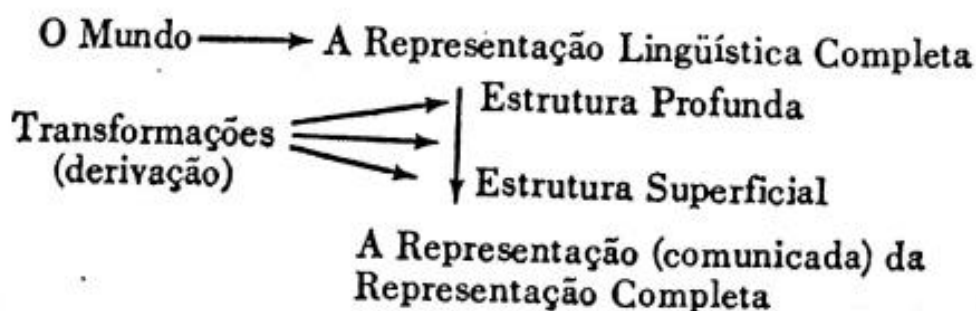 O Mundo A Representação Lingüística Completa
Estrutura Profunda
Transformações
(derivação)
Estrutura Superficial
A Representação (comunicada) da
Representação Completa